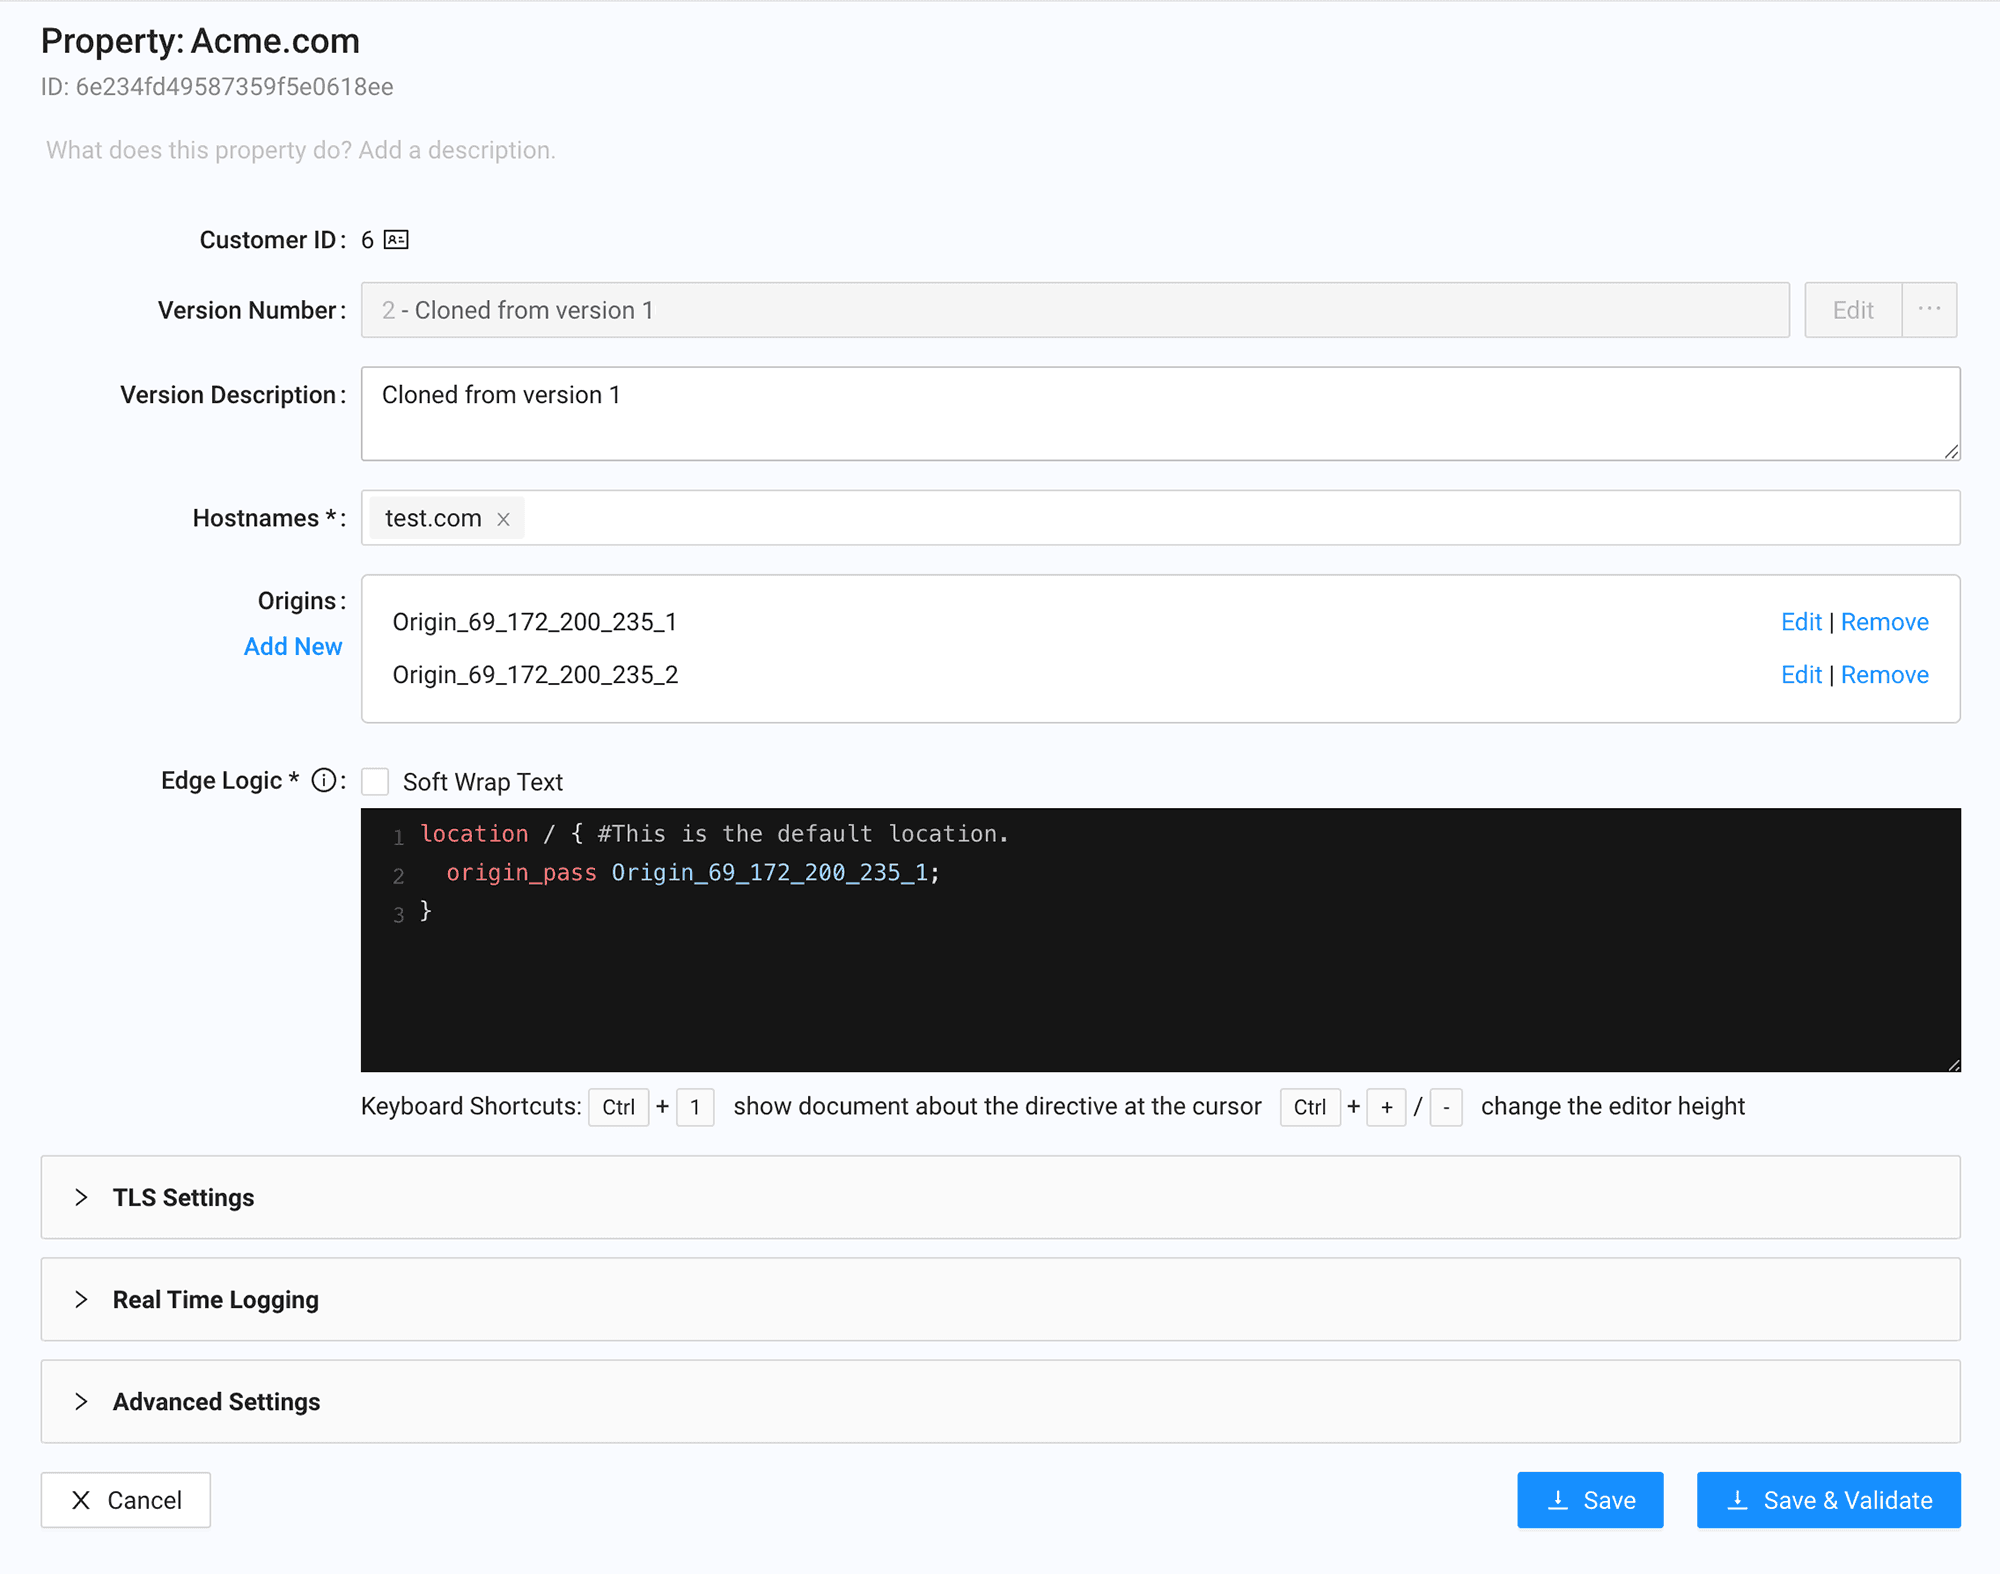 Property: Acme.com
ID: 6e234fd49587359f5e0618ee
What does this property do? Add a description.
Customer ID: 6
Version Number: 2 - Cloned from version 1 Edit ...
Version Description: Cloned from version 1
Hostnames *: test.com
Origins:
Add New
Origin_69_172_200_235_1 Edit | Remove
Origin_69_172_200_235_2 Edit | Remove
Edge Logic * : Soft Wrap Text
1 location / { #This is the default location.
2 origin_pass Origin_69_172_200_235_1;
3 }
Keyboard Shortcuts: Ctrl + 1 show document about the directive at the cursor Ctrl + + / - change the editor height
TLS Settings
Real Time Logging
Advanced Settings
Cancel Save Save & Validate